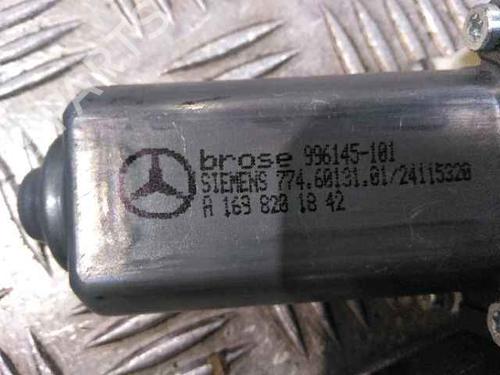 brose 996145-101
SIEMENS 774.60131.01/24115320
A 169 820 18 42